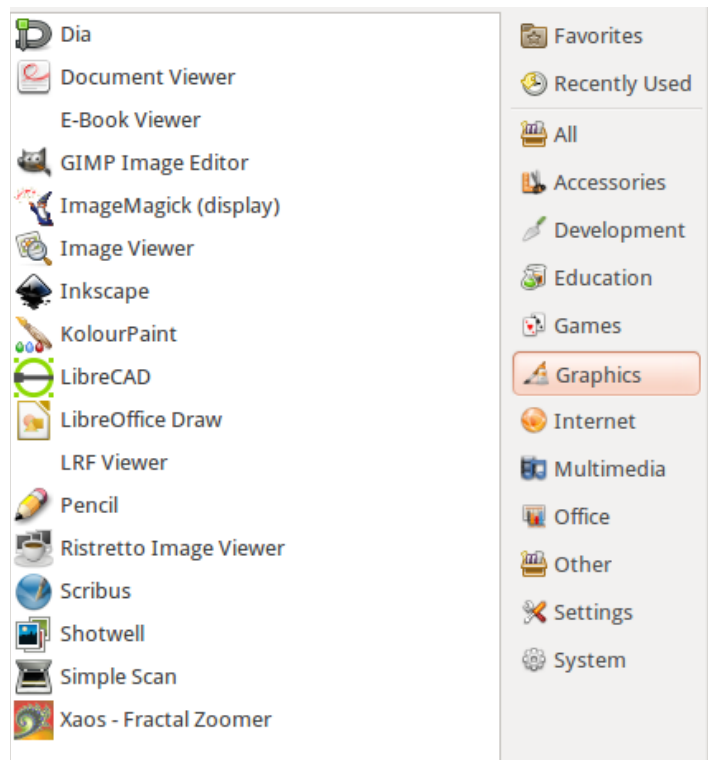 Dia
Document Viewer
E-Book Viewer
GIMP Image Editor
ImageMagick (display)
Image Viewer
Inkscape
KolourPaint
LibreCAD
LibreOffice Draw
LRF Viewer
Pencil
Ristretto Image Viewer
Scribus
Shotwell
Simple Scan
Xaos - Fractal Zoomer
Favorites
Recently Used
All
Accessories
Development
Education
Games
Graphics
Internet
Multimedia
Office
Other
Settings
System